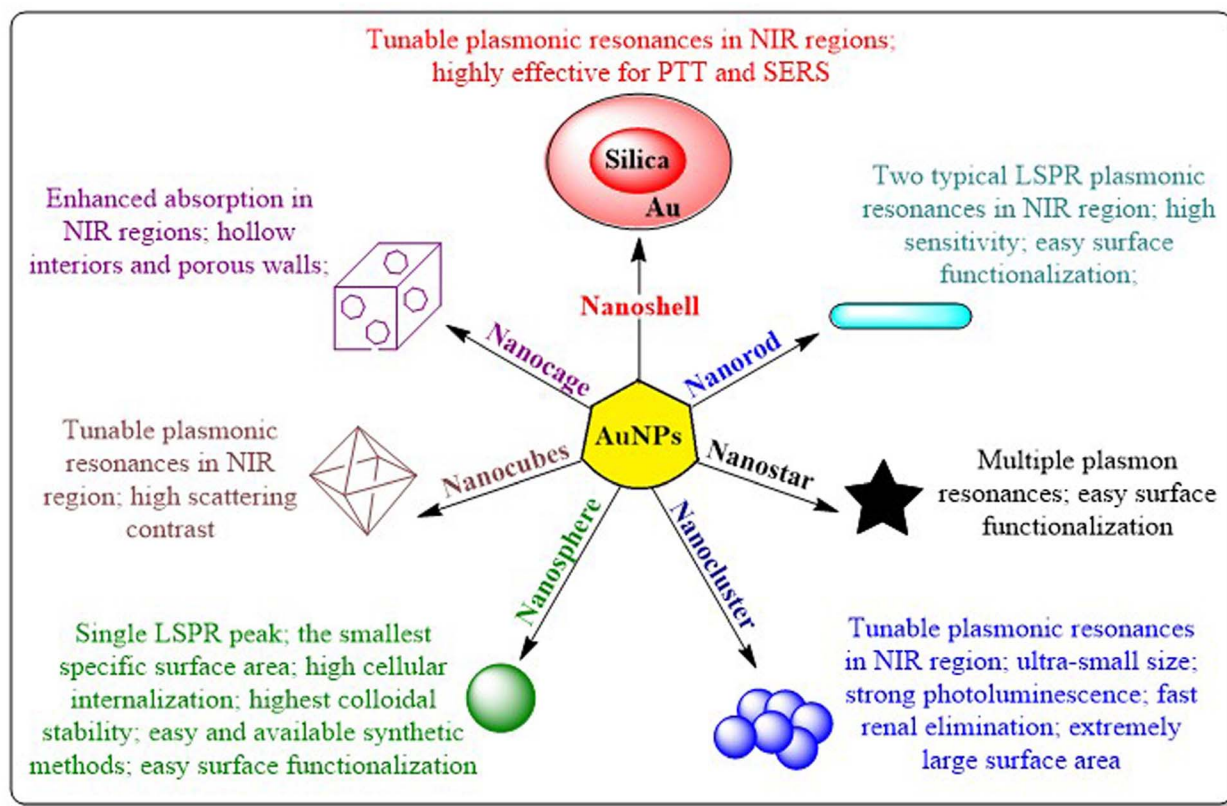 Tunable plasmonic resonances in NIR regions;
highly effective for PTT and SERS
Silica
Au
Enhanced absorption in
NIR regions; hollow
interiors and porous walls;
Two typical LSPR plasmonic
resonances in NIR region; high
sensitivity; easy surface
functionalization;
Nanoshell
Nanocage
Nanorod
AuNPs
Tunable plasmonic
resonances in NIR
region; high scattering
contrast
Nanocubes
Nanostar
Multiple plasmon
resonances; easy surface
functionalization
Nanosphere
Nanocluster
Single LSPR peak; the smallest
specific surface area; high cellular
internalization; highest colloidal
stability; easy and available synthetic
methods; easy surface functionalization
Tunable plasmonic resonances
in NIR region; ultra-small size;
strong photoluminescence; fast
renal elimination; extremely
large surface area